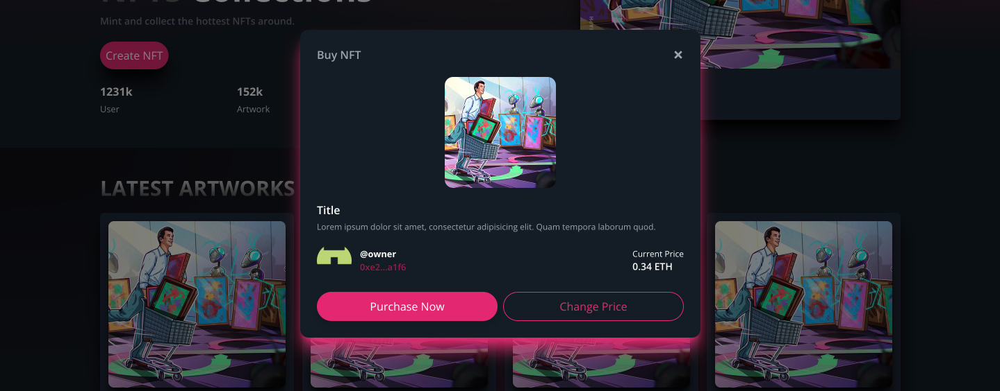 Collections
Mint and collect the hottest NFTs around.
Create NFT
1231k
User
152k
Artwork
LATEST ARTWORKS
Buy NFT
×
Title
Lorem ipsum dolor sit amet, consectetur adipisicing elit. Quam tempora laborum quod.
@owner
0xe2...a1f6
Current Price
0.34 ETH
Purchase Now
Change Price